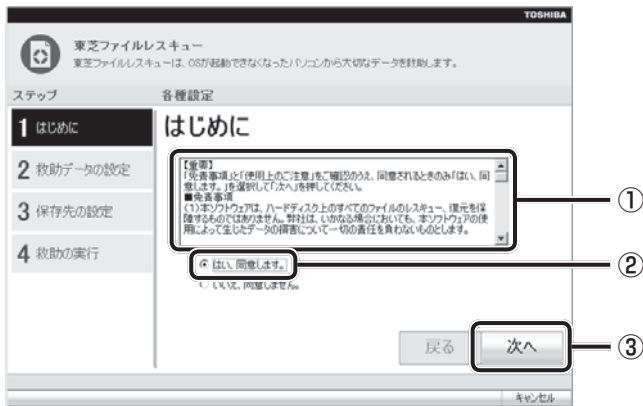 TOSHIBA
東芝ファイルレスキュー
東芝ファイルレスキューは、OSが起動できなくなったパソコンから大切なデータを救助します。
ステップ
各種設定
1 はじめに
2 救助データの設定
3 保存先の設定
4 救助の実行
はじめに
【重要】
「免責事項」と「使用上のご注意」をご確認のうえ、同意されるときのみ「はい、同
意します。」を選択して「次へ」を押してください。
■免責事項
(1)本ソフトウェアは、ハードディスク上のすべてのファイルのレスキュー、復元を保
障するものではありません。弊社は、いかなる場合においても、本ソフトウェアの使
用によって生じたデータの損害について一切の責任を負わないものとします。
①
はい、同意します。
②
いいえ、同意しません。
戻る
次へ
③
キャンセル